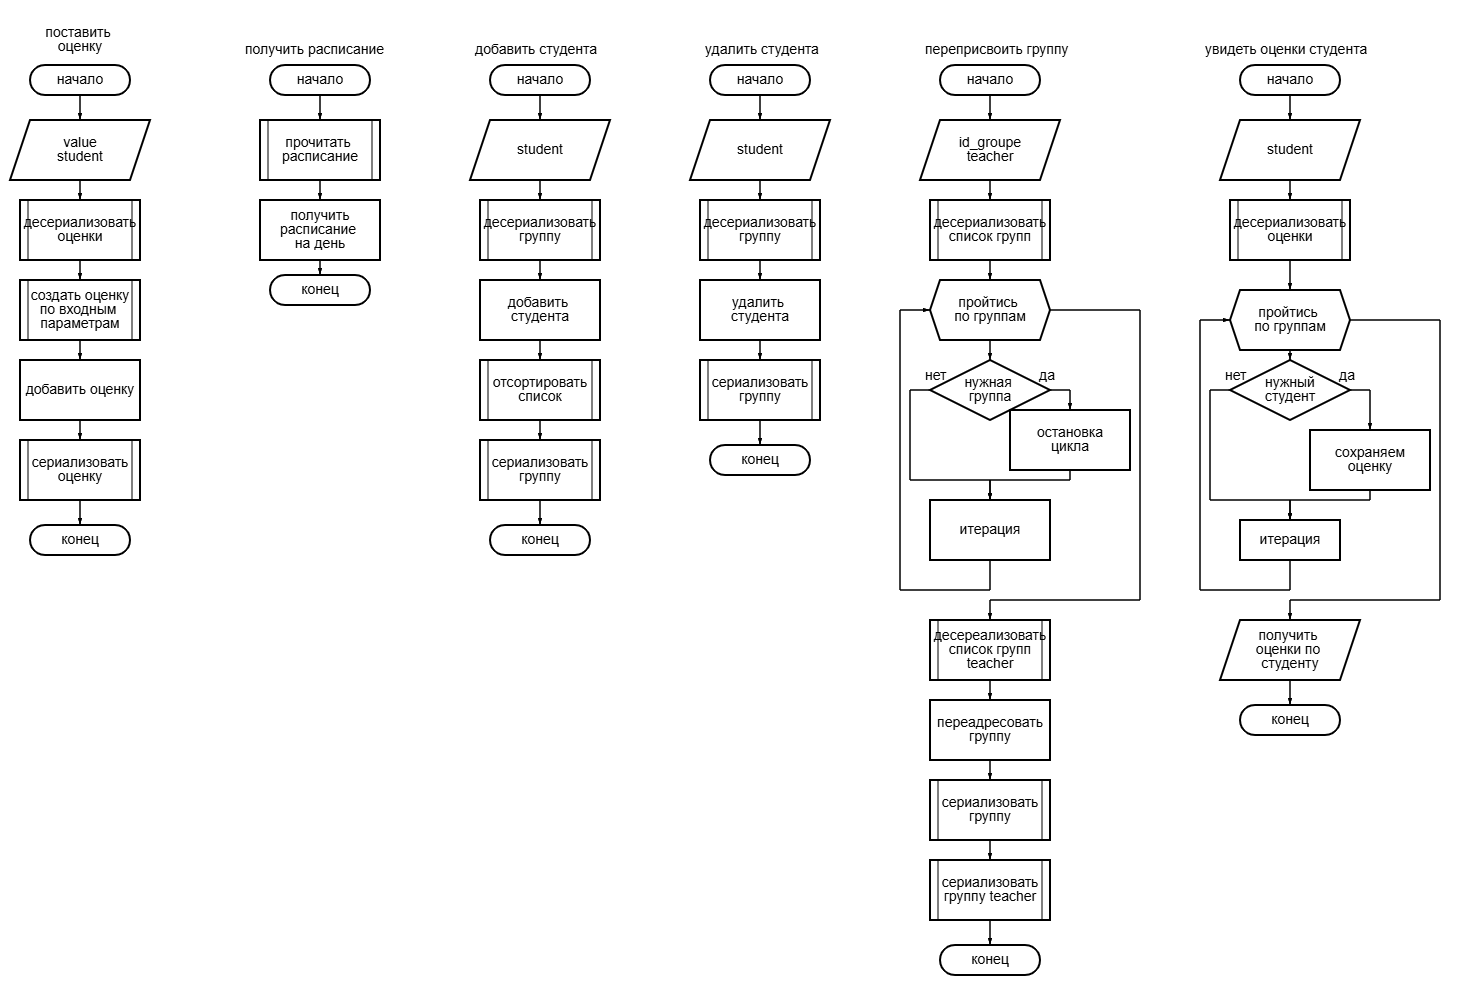 поставить
оценку
начало
value
student
десериализовать
оценки
создать оценку
по входным
параметрам
добавить оценку
сериализовать
оценку
конец
получить расписание
начало
прочитать
расписание
получить
расписание
на день
конец
добавить студента
начало
student
десериализовать
группу
добавить
студента
отсортировать
список
сериализовать
группу
конец
удалить студента
начало
student
десериализовать
группу
удалить
студента
сериализовать
группу
конец
переприсвоить группу
начало
id_groupe
teacher
десериализовать
список групп
пройтись
по группам
нет
нужная
группа
да
остановка
цикла
итерация
десереализовать
список групп
teacher
переадресовать
группу
сериализовать
группу
сериализовать
группу teacher
конец
увидеть оценки студента
начало
student
десериализовать
оценки
пройтись
по группам
нет
нужный
студент
да
сохраняем
оценку
итерация
получить
оценки по
студенту
конец